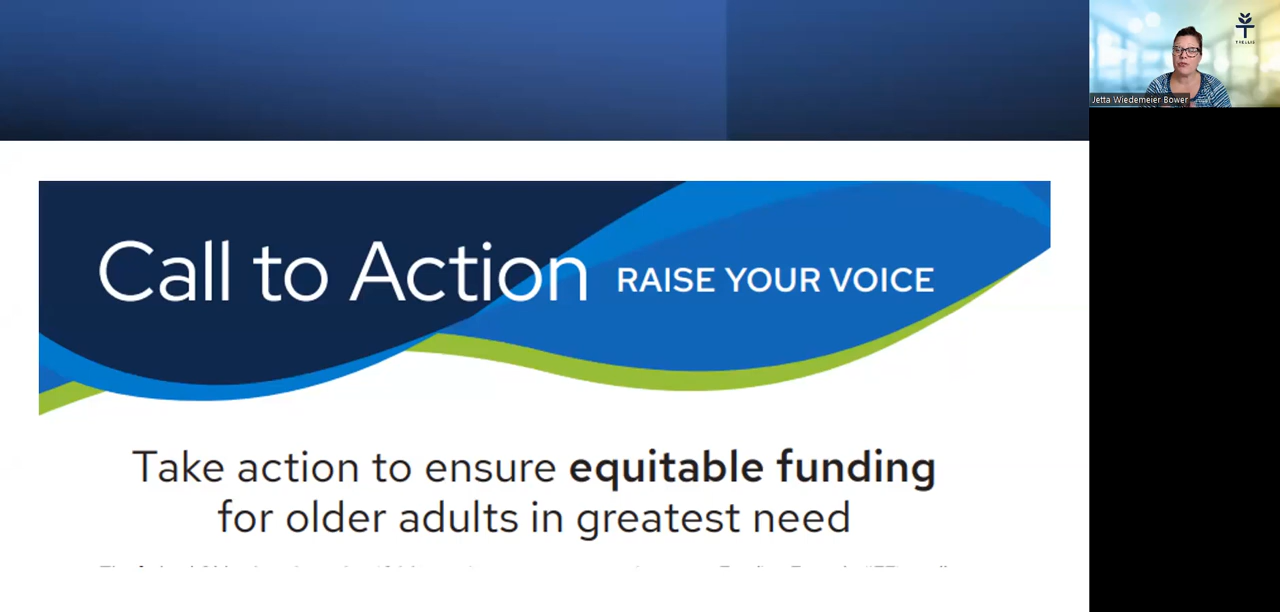 Call to Action RAISE YOUR VOICE
Take action to ensure equitable funding
for older adults in greatest need
Jetta Wiedemeier Bower
TRELLIS